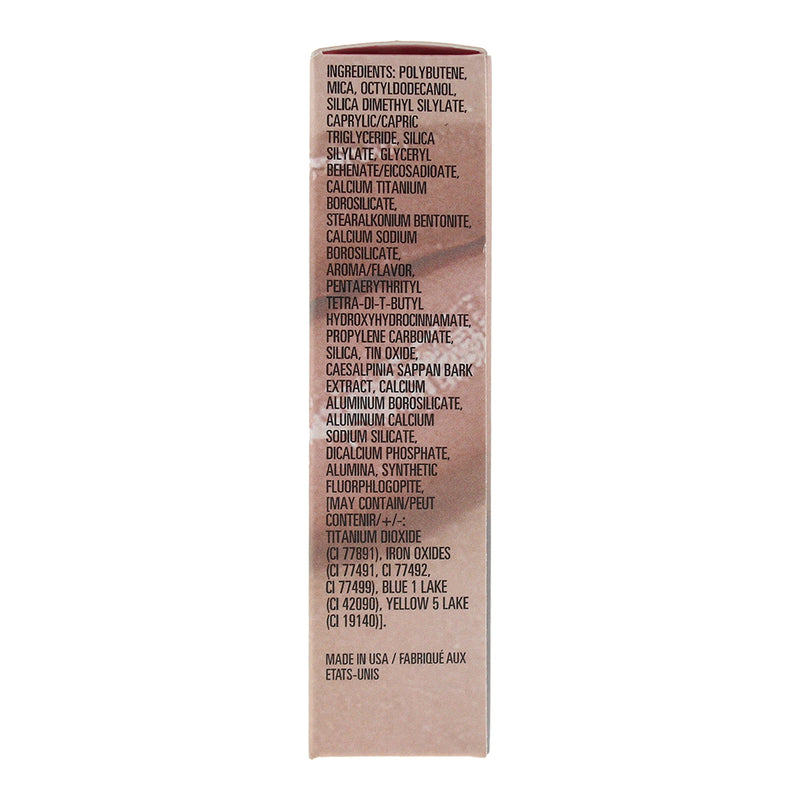 INGREDIENTS: POLYBUTENE,
MICA, OCTYLDODECANOL,
SILICA DIMETHYL SILYLATE,
CAPRYLIC/CAPRIC
TRIGLYCERIDE, SILICA
SILYLATE, GLYCERYL
BEHENATE/EICOSADIOATE,
CALCIUM TITANIUM
BOROSILICATE,
STEARALKONIUM BENTONITE,
CALCIUM SODIUM
BOROSILICATE,
AROMA/FLAVOR,
PENTAERYTHRITYL
TETRA-DI-T-BUTYL
HYDROXYHYDROCINNAMATE,
PROPYLENE CARBONATE,
SILICA, TIN OXIDE,
CAESALPINIA SAPPAN BARK
EXTRACT, CALCIUM
ALUMINUM BOROSILICATE,
ALUMINUM CALCIUM
SODIUM SILICATE,
DICALCIUM PHOSPHATE,
ALUMINA, SYNTHETIC
FLUORPHLOGOPITE,
[MAY CONTAIN/PEUT
CONTENIR/+/-:
TITANIUM DIOXIDE
(CI 77891), IRON OXIDES
(CI 77491, CI 77492,
CI 77499), BLUE 1 LAKE
(CI 42090), YELLOW 5 LAKE
(CI 19140)].
MADE IN USA / FABRIQUÉ AUX
ETATS-UNIS